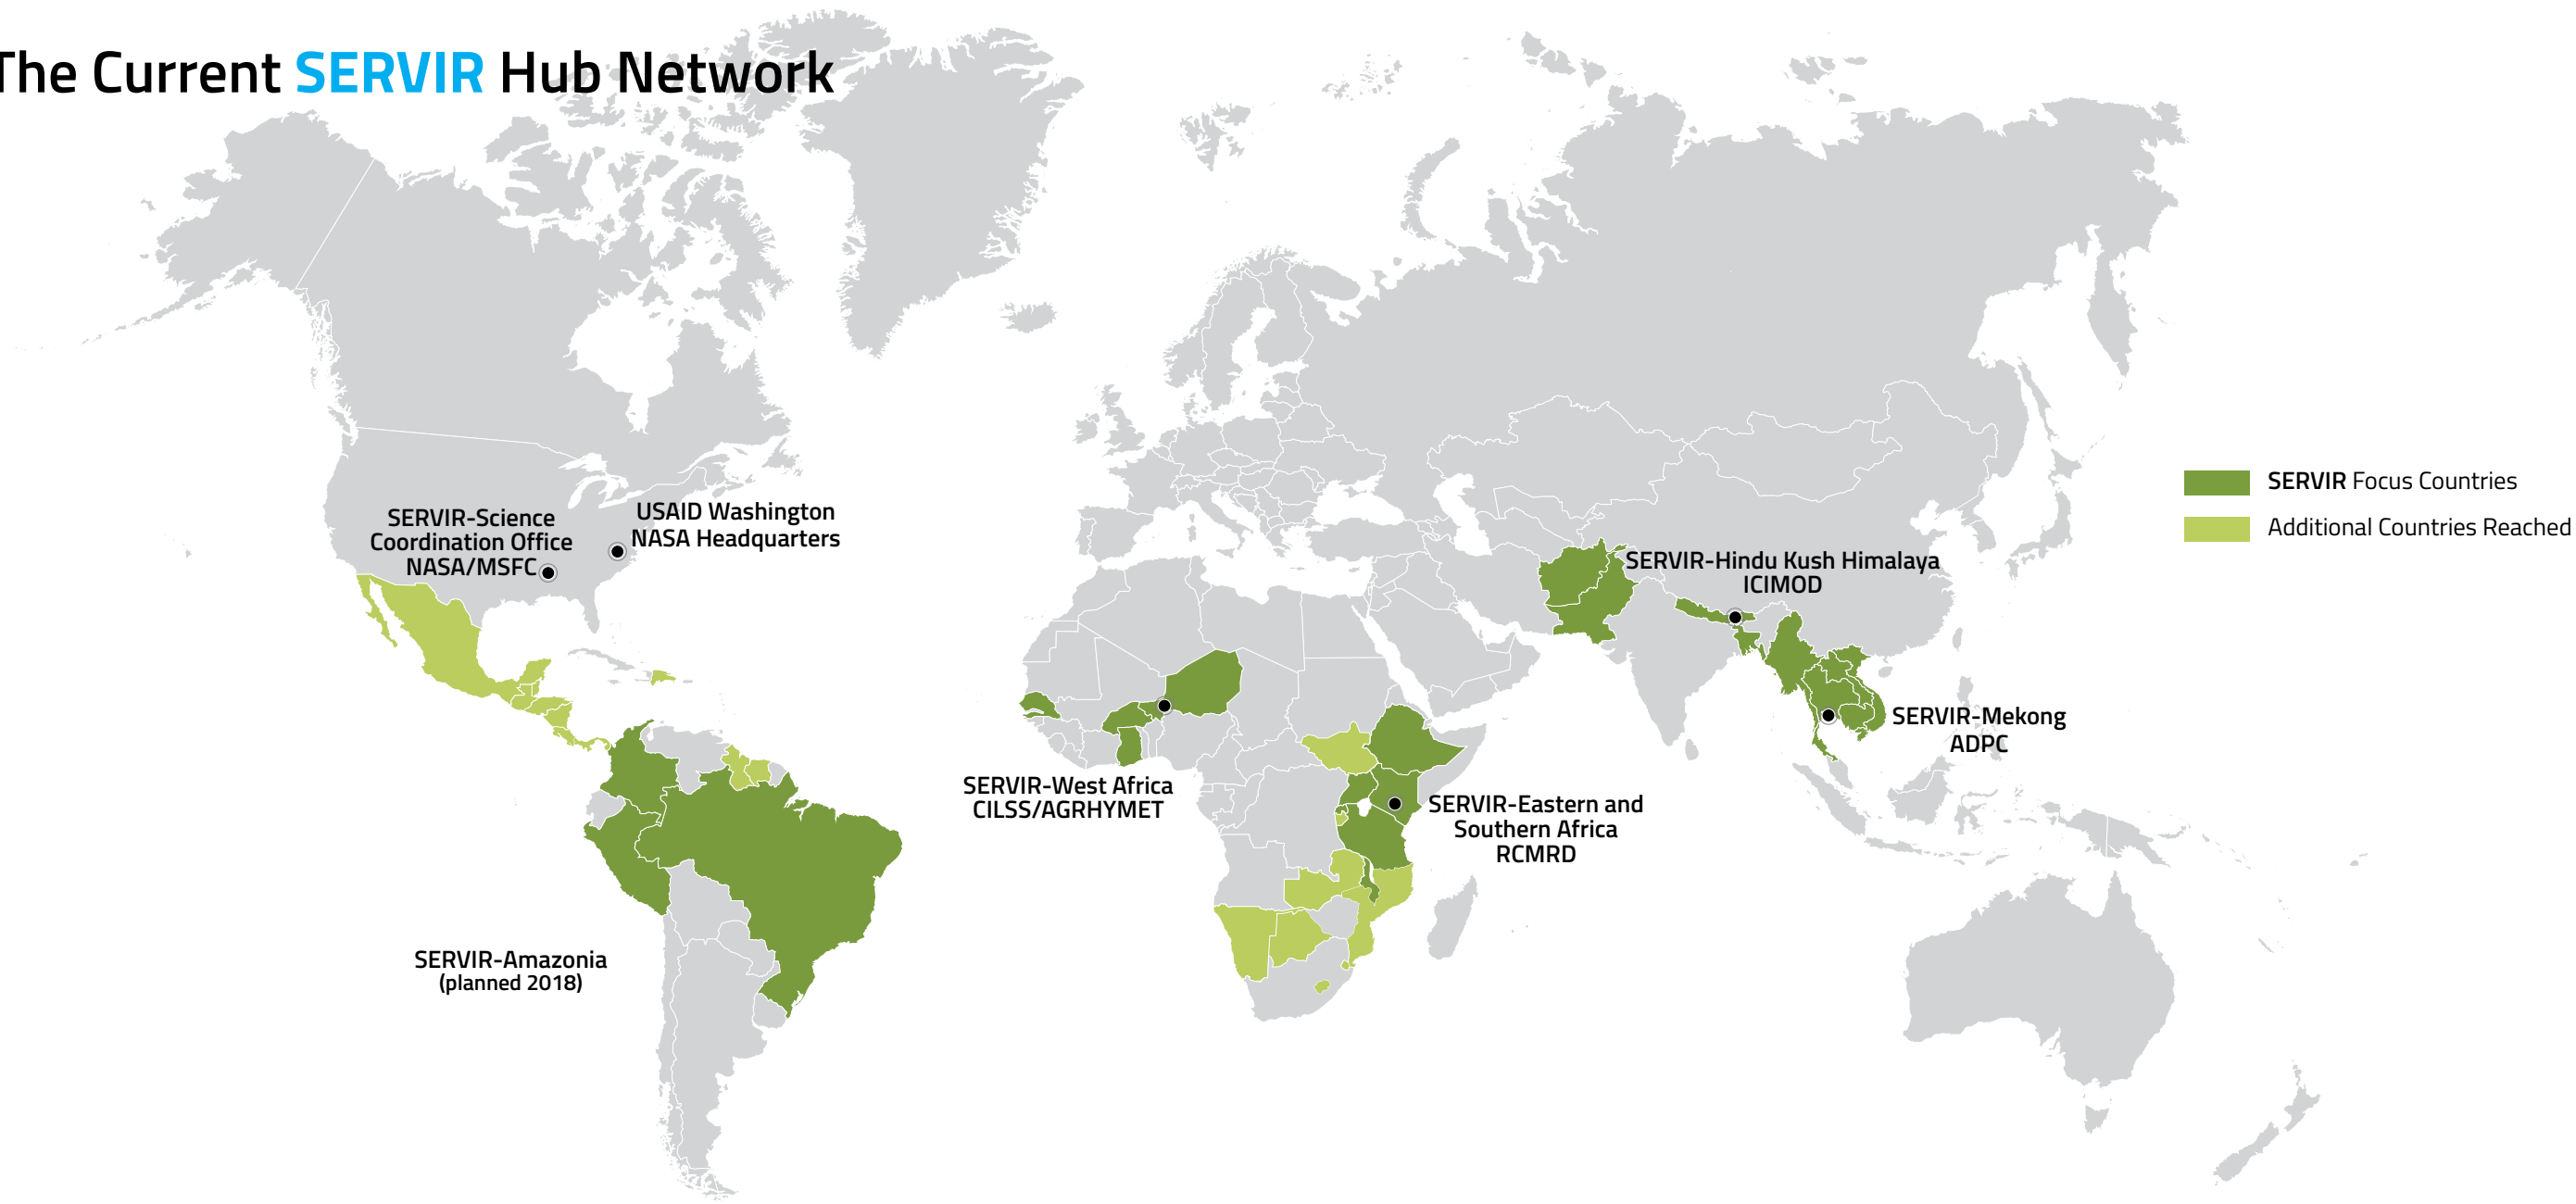 The Current SERVIR Hub Network
SERVIR-Science
Coordination Office
NASA/MSFC
USAID Washington
NASA Headquarters
SERVIR-Hindu Kush Himalaya
ICIMOD
SERVIR Focus Countries
Additional Countries Reached
SERVIR-Mekong
ADPC
SERVIR-West Africa
CILSS/AGRHYMET
SERVIR-Eastern and
Southern Africa
RCMRD
SERVIR-Amazonia
(planned 2018)